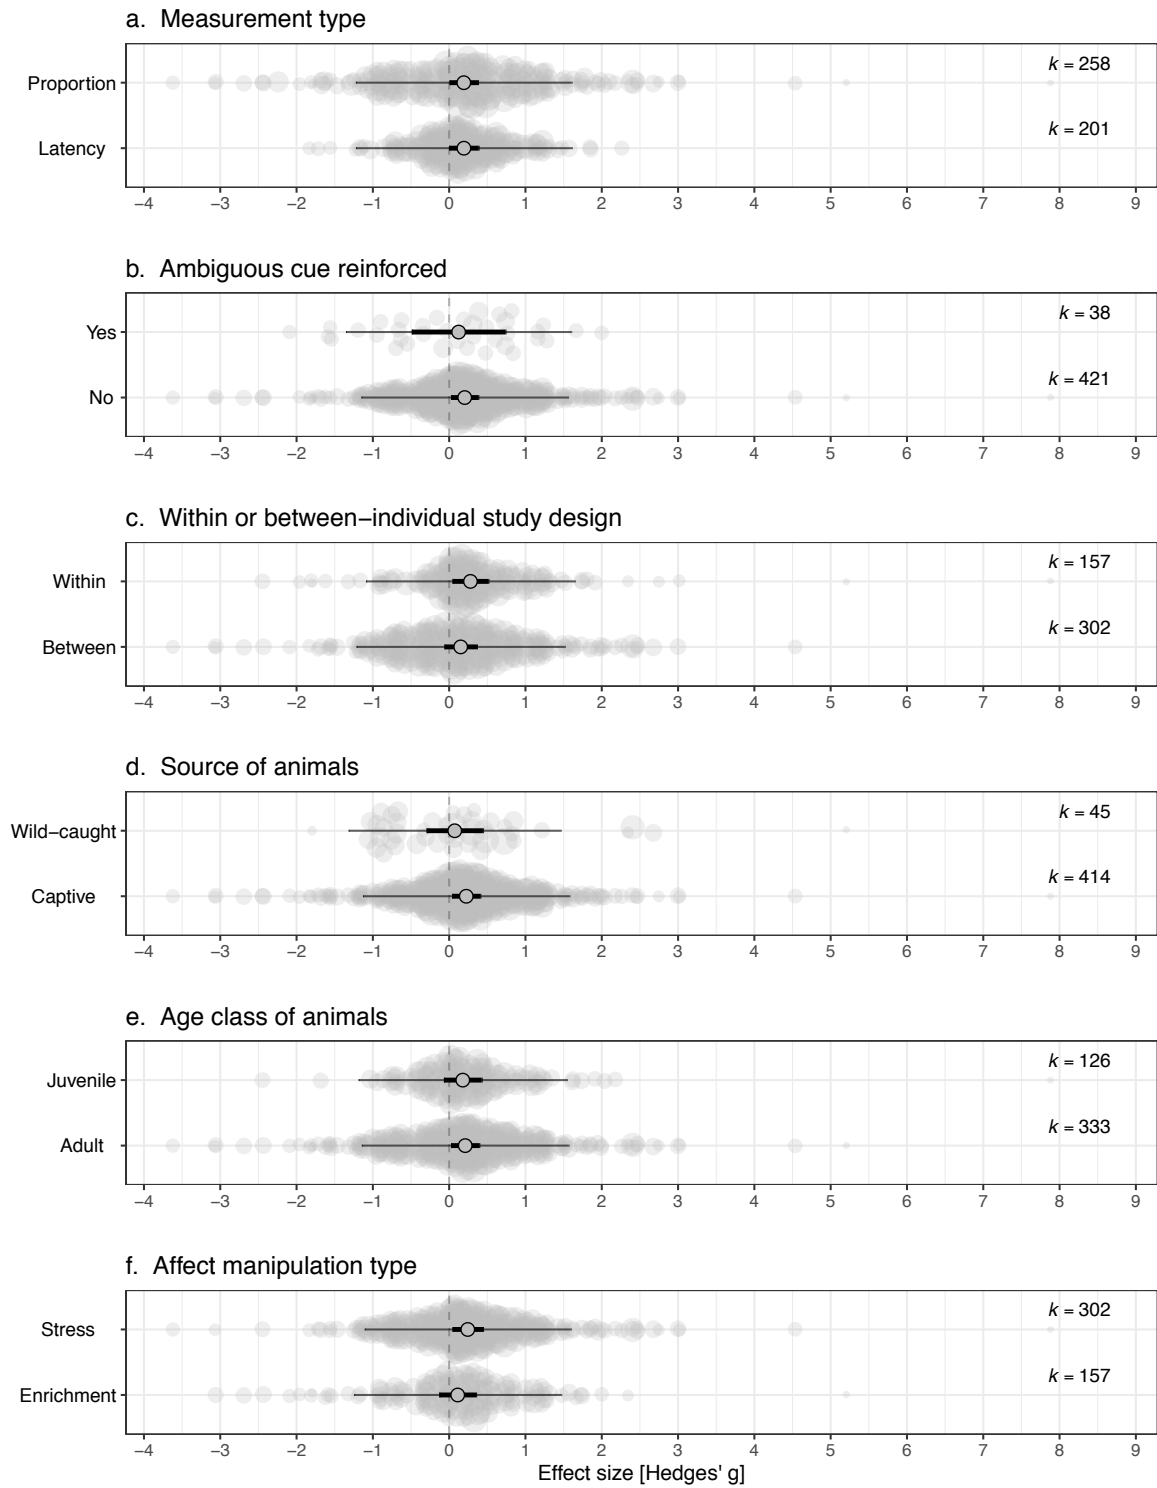 a. Measurement type
Proportion
k = 258
Latency
k = 201
−4 −3 −2 −1 0 1 2 3 4 5 6 7 8 9
b. Ambiguous cue reinforced
Yes
k = 38
No
k = 421
−4 −3 −2 −1 0 1 2 3 4 5 6 7 8 9
c. Within or between−individual study design
Within
k = 157
Between
k = 302
−4 −3 −2 −1 0 1 2 3 4 5 6 7 8 9
d. Source of animals
Wild−caught
k = 45
Captive
k = 414
−4 −3 −2 −1 0 1 2 3 4 5 6 7 8 9
e. Age class of animals
Juvenile
k = 126
Adult
k = 333
−4 −3 −2 −1 0 1 2 3 4 5 6 7 8 9
f. Affect manipulation type
Stress
k = 302
Enrichment
k = 157
−4 −3 −2 −1 0 1 2 3 4 5 6 7 8 9
Effect size [Hedges' g]